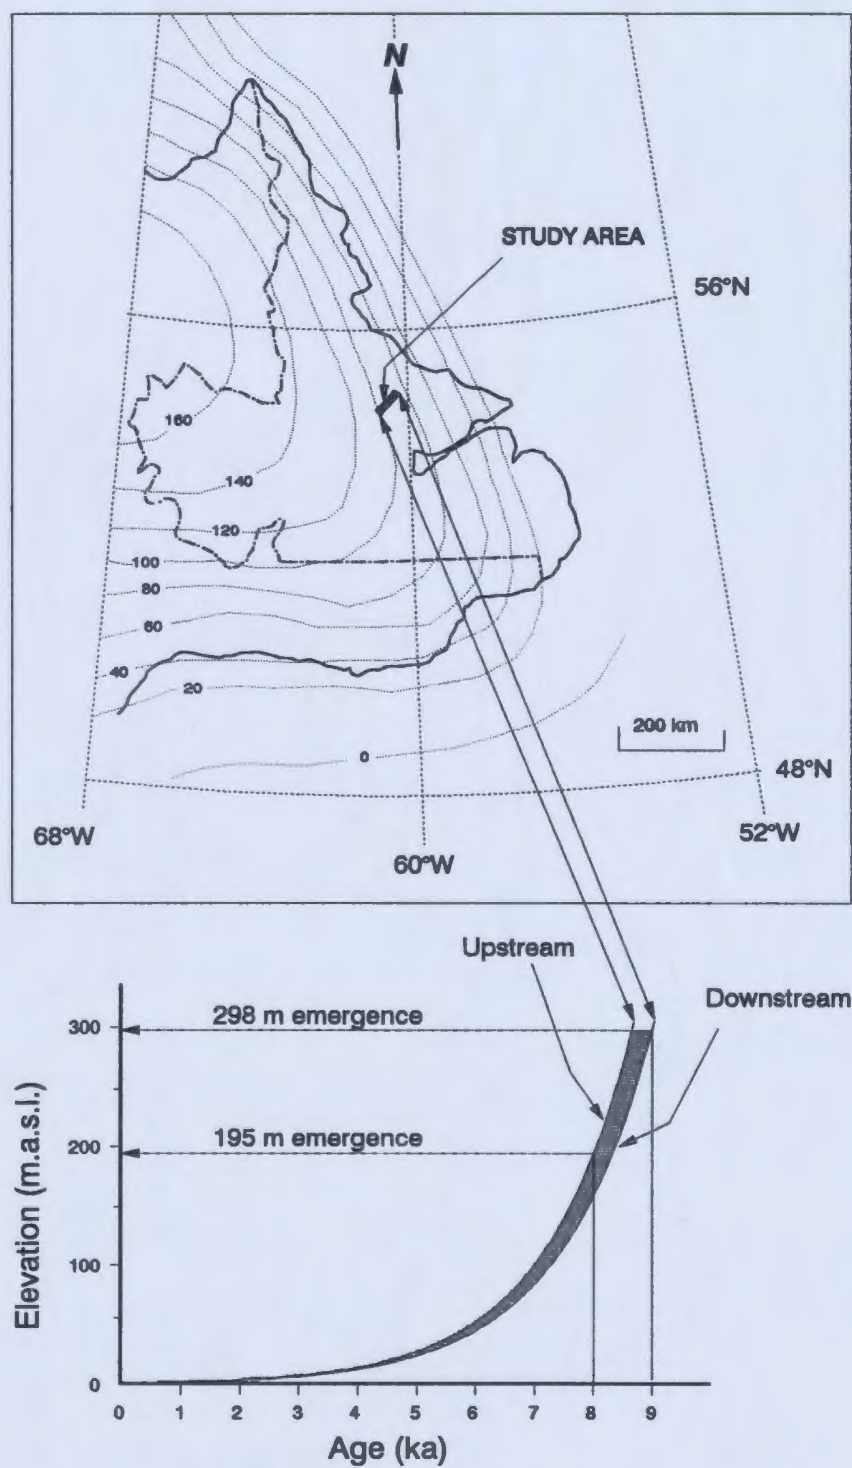 N
STUDY AREA
56°N
160
140
120
100
80
60
40
20
0
200 km
48°N
68°W
60°W
52°W
Upstream
Downstream
298 m emergence
195 m emergence
Elevation (m.a.s.l.)
300
200
100
0
0 1 2 3 4 5 6 7 8 9
Age (ka)